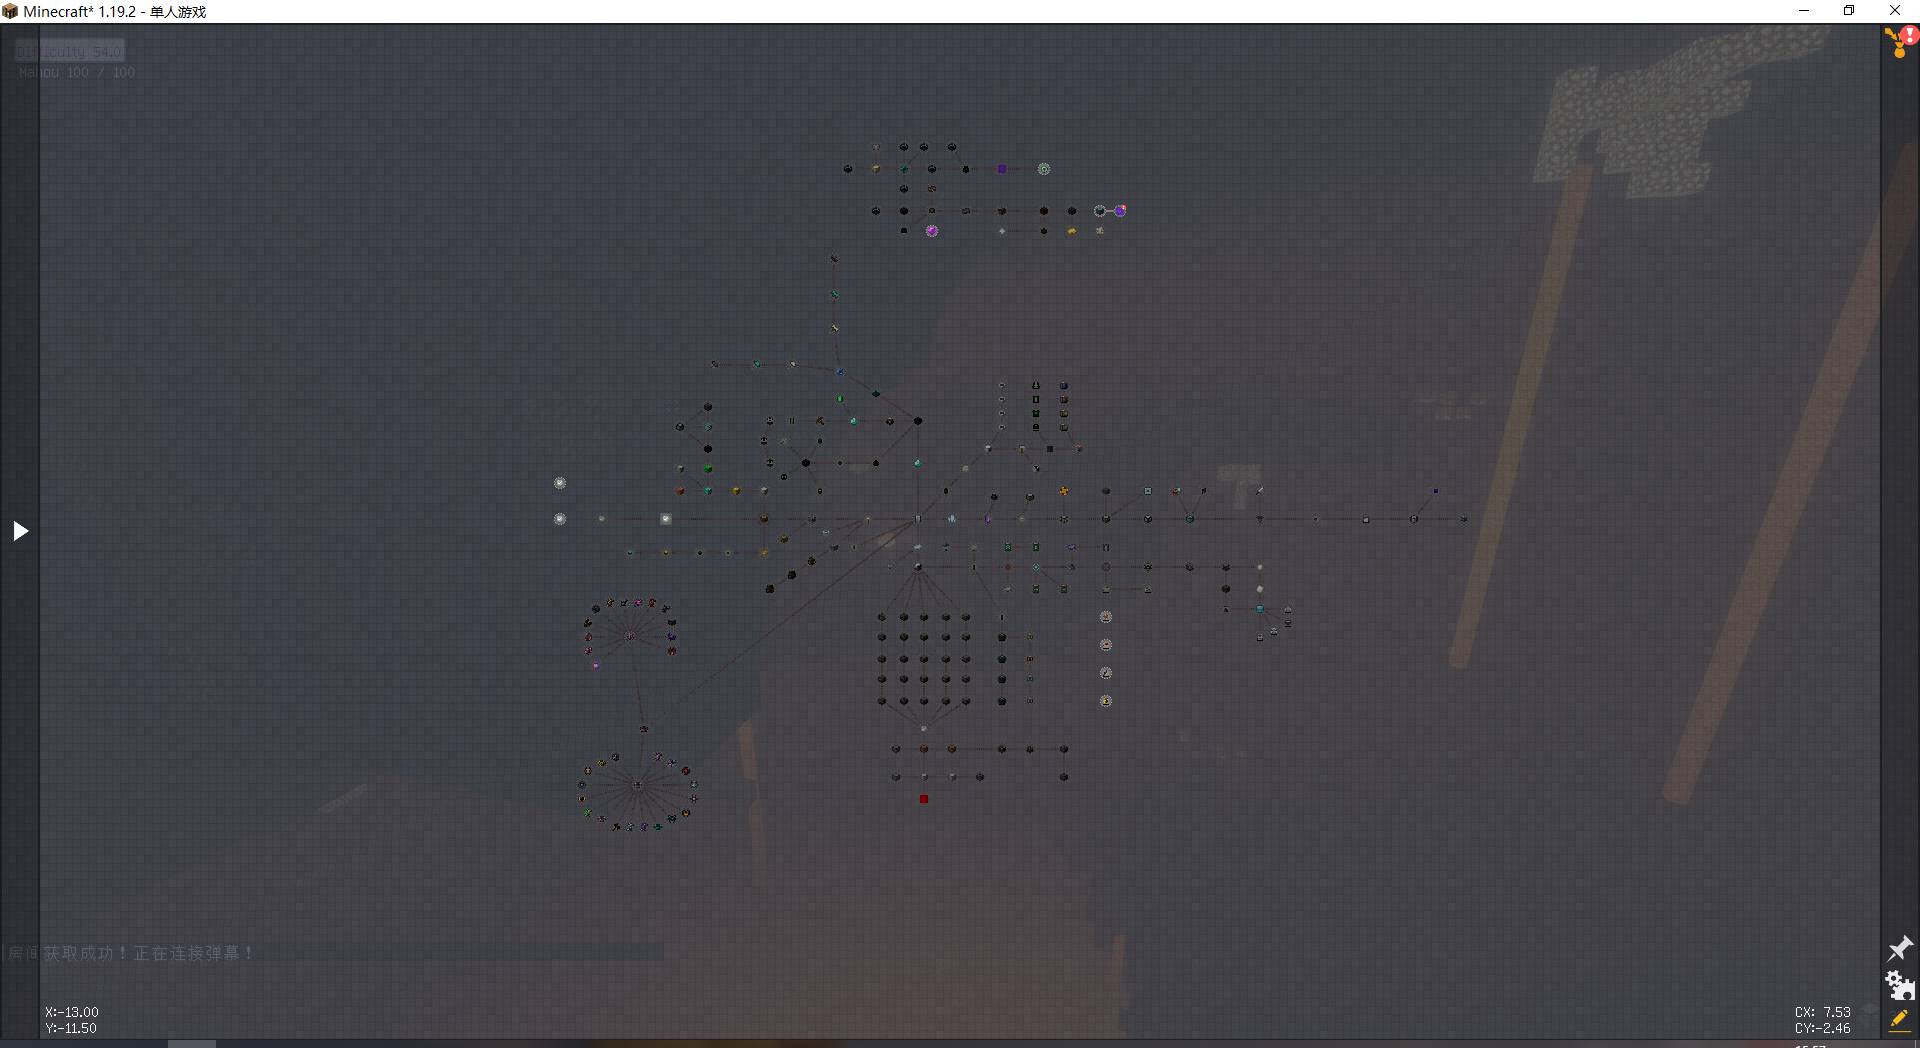 Minecraft* 1.19.2 - 单人游戏
Difficulty 54.0
Mahou 100 / 100
房间获取成功！正在连接弹幕！
X:-13.00
Y:-11.50
CX: 7.53
CY:-2.46